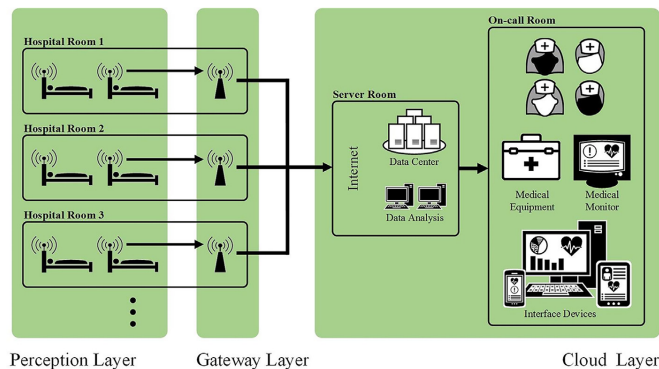 Hospital Room 1
Hospital Room 2
Hospital Room 3
Server Room
Internet
Data Center
Data Analysis
On-call Room
Medical
Equipment
Medical
Monitor
Interface Devices
Perception Layer
Gateway Layer
Cloud Layer